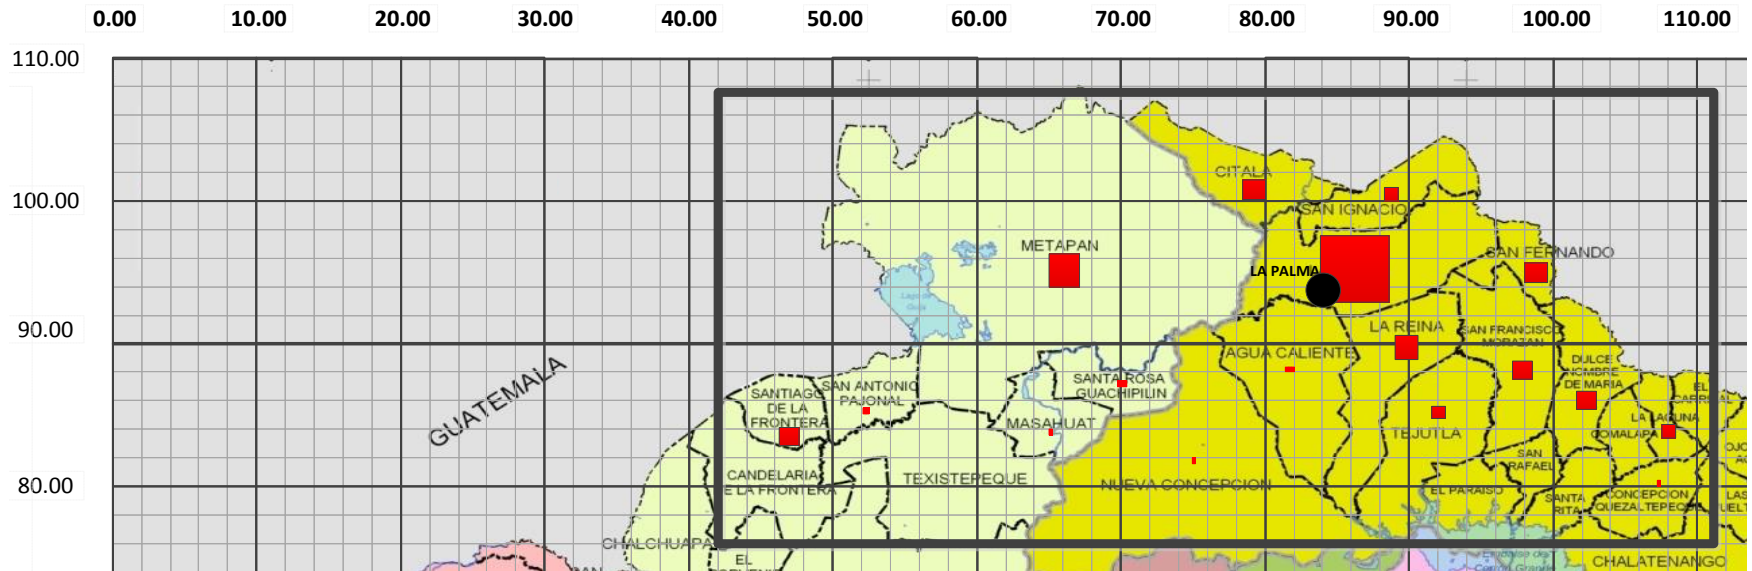 0.00 10.00 20.00 30.00 40.00 50.00 60.00 70.00 80.00 90.00 100.00 110.00
110.00
100.00
90.00
80.00
CITALA
SAN IGNACIO
METAPAN
SAN FERNANDO
LA PALMA
LA REINA
SAN FRANCISCO
MORAZAN
AGUA CALIENTE
DULCE
NOMBRE
DE MARIA
GUATEMALA
SANTIAGO
DE LA
FRONTERA
SAN ANTONIO
PAJONAL
SANTA ROSA
GUACHIPILIN
EL
CARRIZAL
LA LAGUNA
MASAHUAT
TEJUTLA
COMALAPA
OJO
SAN
RAFAEL
CANDELARIA
E LA FRONTERA
TEXISTEPEQUE
NUEVA CONCEPCION
EL PARAISO
SANTA
RITA
CONCEPCION
QUEZALTEPEQUE
LAS
CHALCHUAPA
EL
CHALATENANGO